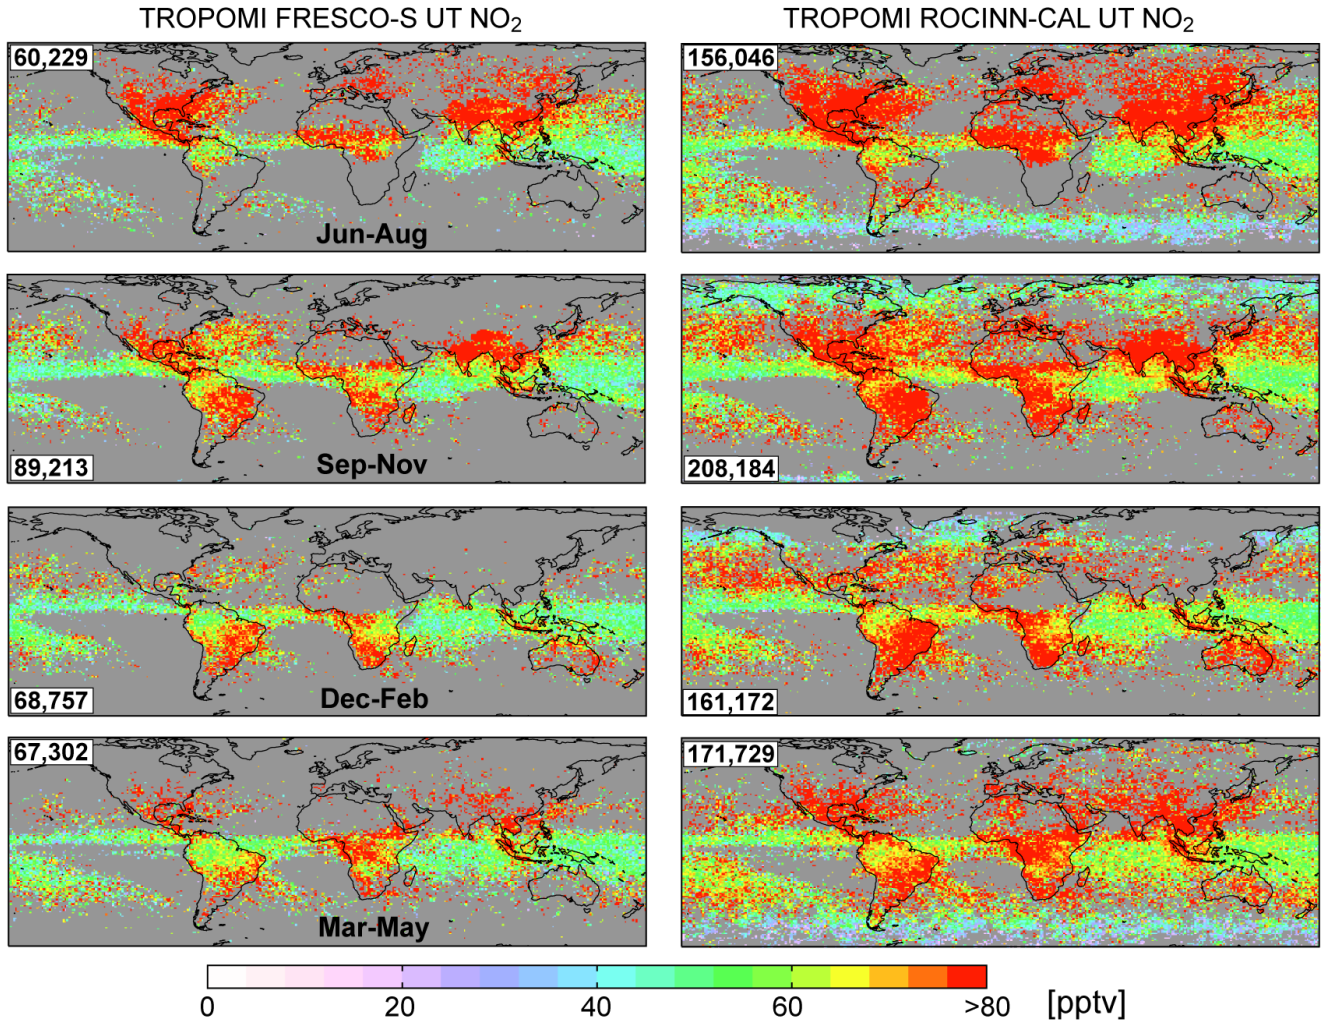 TROPOMI FRESCO-S UT NO₂
TROPOMI ROCINN-CAL UT NO₂
60,229
156,046
Jun-Aug
89,213
Sep-Nov
208,184
68,757
Dec-Feb
161,172
67,302
171,729
Mar-May
0 20 40 60 >80 [pptv]